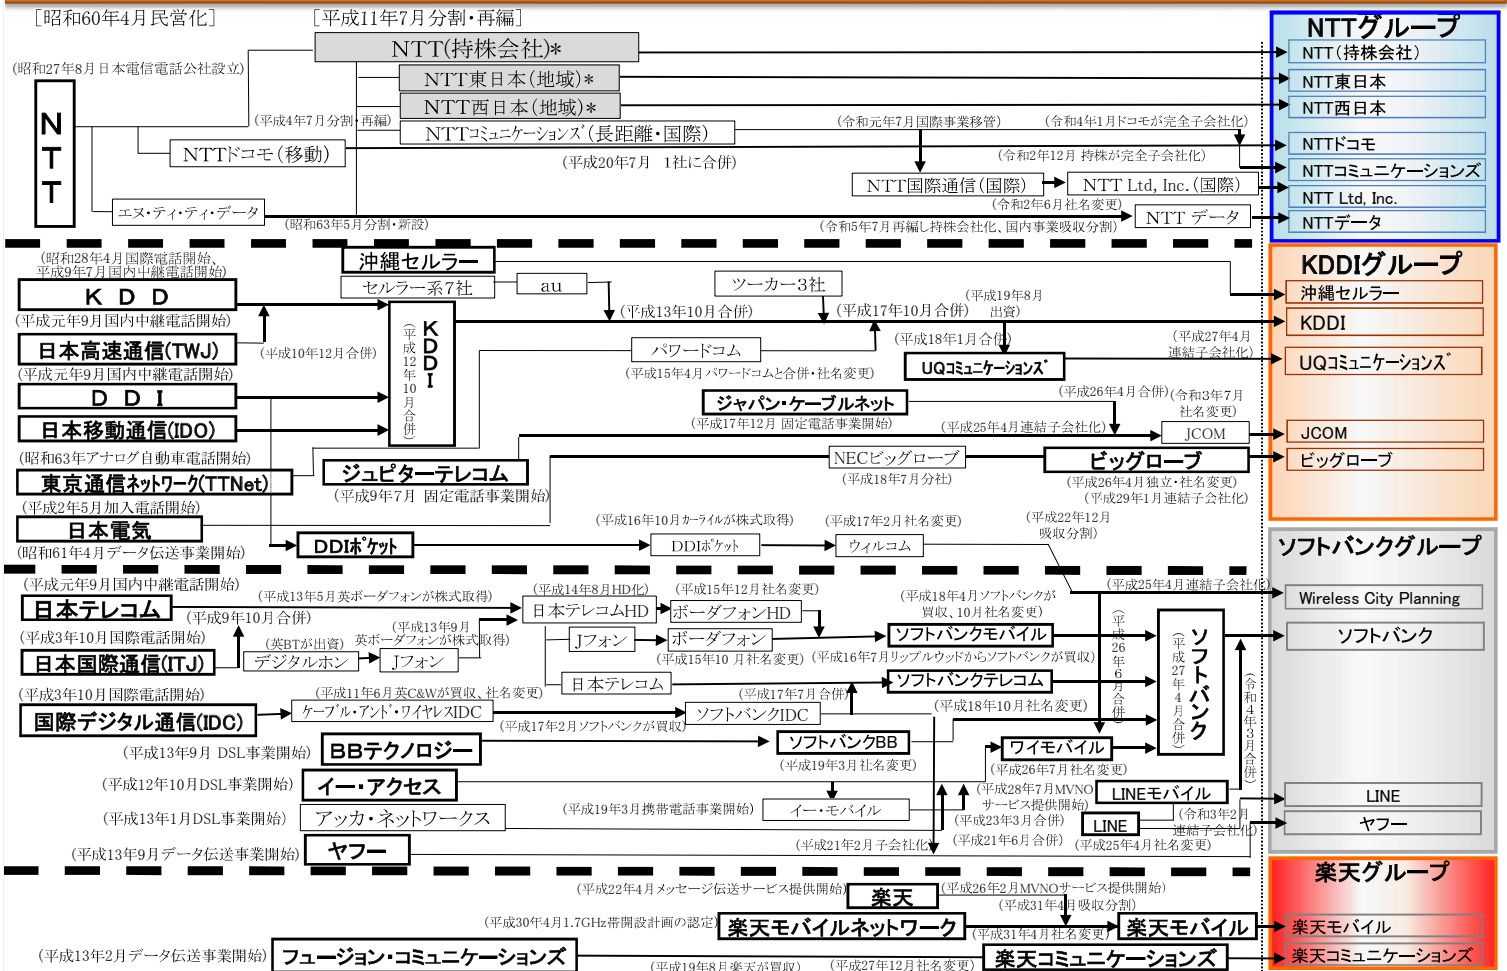 [昭和60年4月民営化]
[平成11年7月分割・再編]
(昭和27年8月日本電信電話公社設立)
NTT
NTT(持株会社)*
NTT東日本(地域)*
NTT西日本(地域)*
(平成4年7月分割・再編)
NTTコミュニケーションズ(長距離・国際)
(令和元年7月国際事業移管)
(令和4年1月ドコモが完全子会社化)
NTTドコモ(移動)
(平成20年7月 1社に合併)
(令和2年12月 持株が完全子会社化)
NTT国際通信(国際)
NTT Ltd, Inc.(国際)
(令和2年6月社名変更)
エヌ・ティ・ティ・データ
(昭和63年5月分割・新設)
(令和5年7月再編し持株会社化、国内事業吸収分割)
NTT データ
NTTグループ
NTT(持株会社)
NTT東日本
NTT西日本
NTTドコモ
NTTコミュニケーションズ
NTT Ltd, Inc.
NTTデータ
(昭和28年4月国際電話開始、
平成9年7月国内中継電話開始)
KDD
(平成元年9月国内中継電話開始)
日本高速通信(TWJ)
(平成10年12月合併)
(平成元年9月国内中継電話開始)
DDI
日本移動通信(IDO)
(昭和63年アナログ自動車電話開始)
東京通信ネットワーク(TTNet)
(平成2年5月加入電話開始)
日本電気
(昭和61年4月データ伝送事業開始)
沖縄セルラー
セルラー系7社
au
ツーカー3社
KDDI
(平成12年10月合併)
(平成13年10月合併)
(平成17年10月合併)
(平成19年8月
出資)
パワードコム
(平成18年1月合併)
(平成15年4月パワードコムと合併・社名変更)
UQコミュニケーションズ
(平成27年4月
連結子会社化)
ジャパン・ケーブルネット
(平成17年12月 固定電話事業開始)
(平成26年4月合併)
(令和3年7月
社名変更)
(平成25年4月連結子会社化)
JCOM
ジュピターテレコム
(平成9年7月 固定電話事業開始)
NECビッグローブ
(平成18年7月分社)
ビッグローブ
(平成26年4月独立・社名変更)
(平成29年1月連結子会社化)
DDIポケット
(平成16年10月カーライルが株式取得)
DDIポケット
(平成17年2月社名変更)
ウィルコム
(平成22年12月
吸収分割)
KDDIグループ
沖縄セルラー
KDDI
UQコミュニケーションズ
JCOM
ビッグローブ
(平成元年9月国内中継電話開始)
日本テレコム
(平成13年5月英ボーダフォンが株式取得)
(平成9年10月合併)
(平成3年10月国際電話開始)
日本国際通信(ITJ)
(英BTが出資)
デジタルホン
(平成13年9月
英ボーダフォンが株式取得)
Jフォン
(平成14年8月HD化)
日本テレコムHD
(平成15年12月社名変更)
ボーダフォンHD
Jフォン
ボーダフォン
(平成15年10月社名変更)
(平成18年4月ソフトバンクが
買収、10月社名変更)
ソフトバンクモバイル
(平成16年7月リップルウッドからソフトバンクが買収)
日本テレコム
(平成17年7月合併)
ソフトバンクテレコム
(平成18年10月社名変更)
(平成3年10月国際電話開始)
国際デジタル通信(IDC)
(平成11年6月英C&Wが買収、社名変更)
ケーブル・アンド・ワイヤレスIDC
(平成17年2月ソフトバンクが買収)
ソフトバンクIDC
(平成25年4月連結子会社化)
(平成26年6月合併)
ソフトバンク
(平成27年4月合併)
(令和4年3月合併)
(平成13年9月 DSL事業開始)
BBテクノロジー
ソフトバンクBB
(平成19年3月社名変更)
ワイモバイル
(平成26年7月社名変更)
(平成12年10月DSL事業開始)
イー・アクセス
(平成19年3月携帯電話事業開始)
イー・モバイル
(平成28年7月MVNO
サービス提供開始)
LINEモバイル
(平成13年1月DSL事業開始)
アッカ・ネットワークス
(平成23年3月合併)
(平成21年6月合併)
LINE
(令和3年2月
連結子会社化)
(平成25年4月社名変更)
(平成13年9月データ伝送事業開始)
ヤフー
(平成21年2月子会社化)
ソフトバンクグループ
Wireless City Planning
ソフトバンク
LINE
ヤフー
(平成22年4月メッセージ伝送サービス提供開始)
楽天
(平成26年2月MVNOサービス提供開始)
(平成31年4月吸収分割)
(平成30年4月1.7GHz帯開設計画の認定)
楽天モバイルネットワーク
(平成31年4月社名変更)
楽天モバイル
(平成13年2月データ伝送事業開始)
フュージョン・コミュニケーションズ
(平成19年8月楽天が買収)
(平成27年12月社名変更)
楽天コミュニケーションズ
楽天グループ
楽天モバイル
楽天コミュニケーションズ